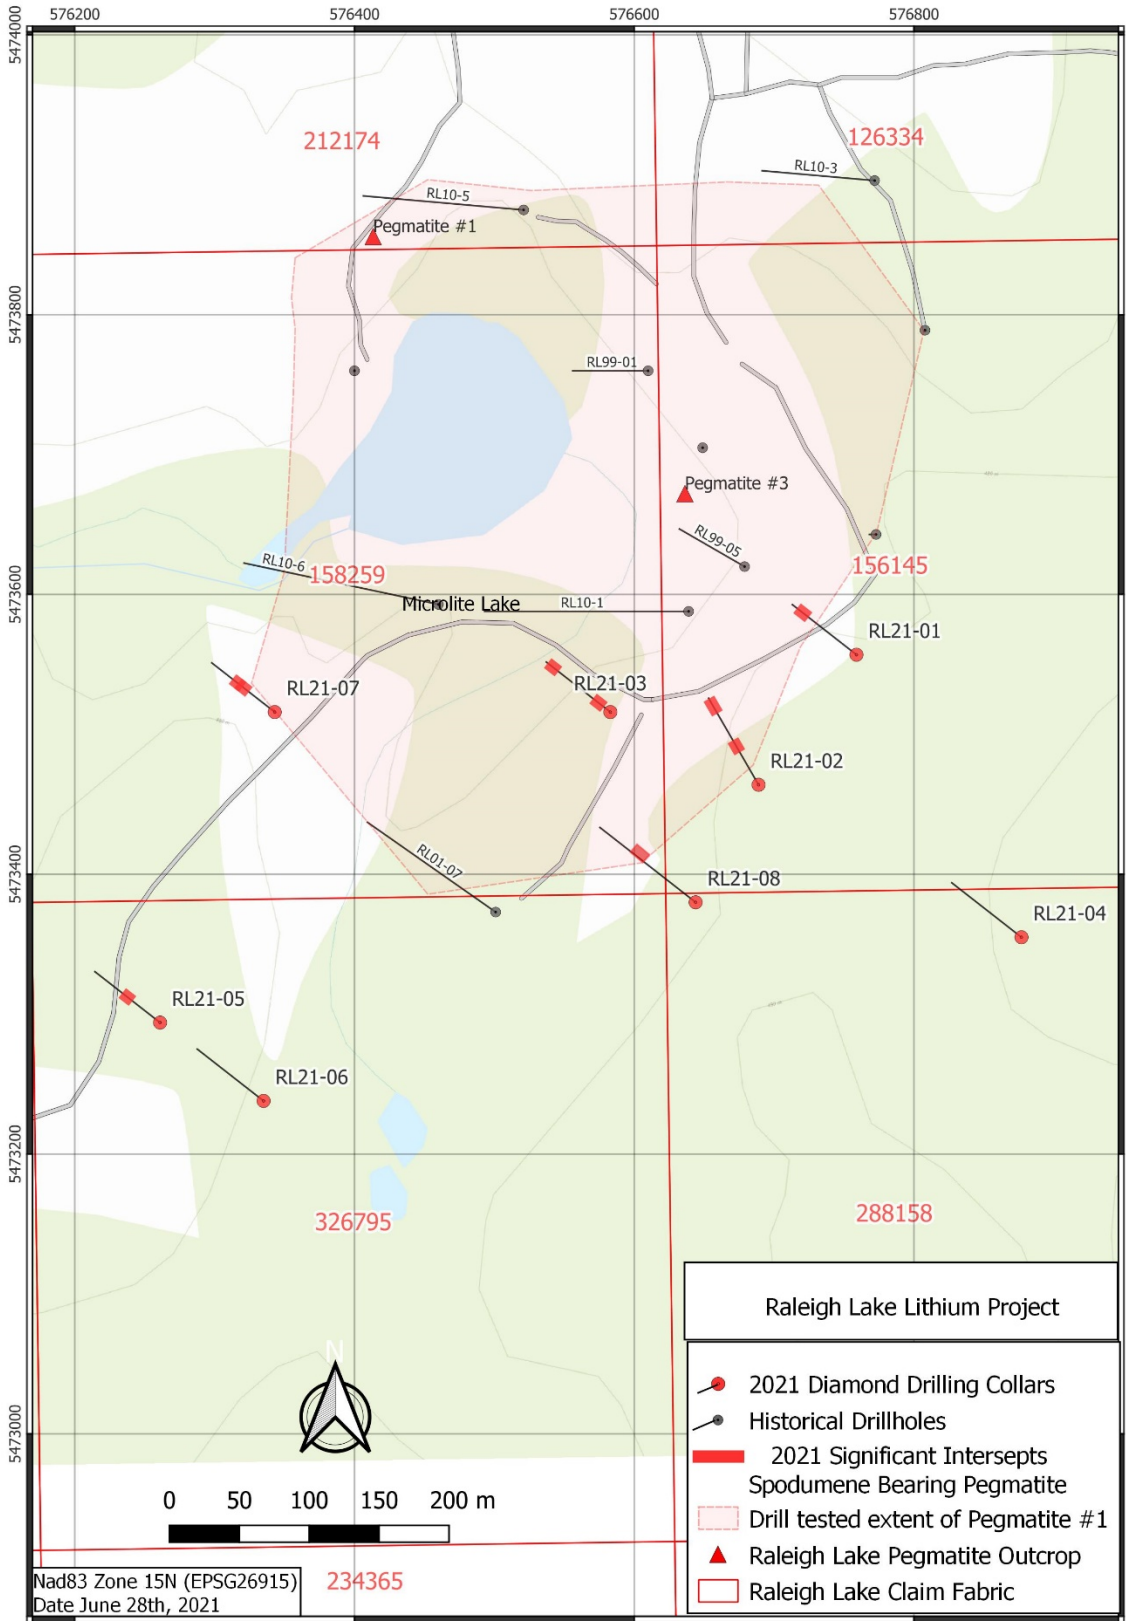 576200
576400
576600
576800
5474000
5473800
5473600
5473400
5473200
5473000
212174
126334
RL10-3
RL10-5
Pegmatite #1
RL99-01
Pegmatite #3
RL99-05
RL10-6
158259
156145
Microlite Lake
RL10-1
RL21-01
RL21-03
RL21-07
RL21-02
RL01-07
RL21-08
RL21-04
RL21-05
RL21-06
326795
288158
N
0 50 100 150 200 m
234365
Nad83 Zone 15N (EPSG26915)
Date June 28th, 2021
Raleigh Lake Lithium Project
2021 Diamond Drilling Collars
Historical Drillholes
2021 Significant Intersepts
Spodumene Bearing Pegmatite
Drill tested extent of Pegmatite #1
Raleigh Lake Pegmatite Outcrop
Raleigh Lake Claim Fabric